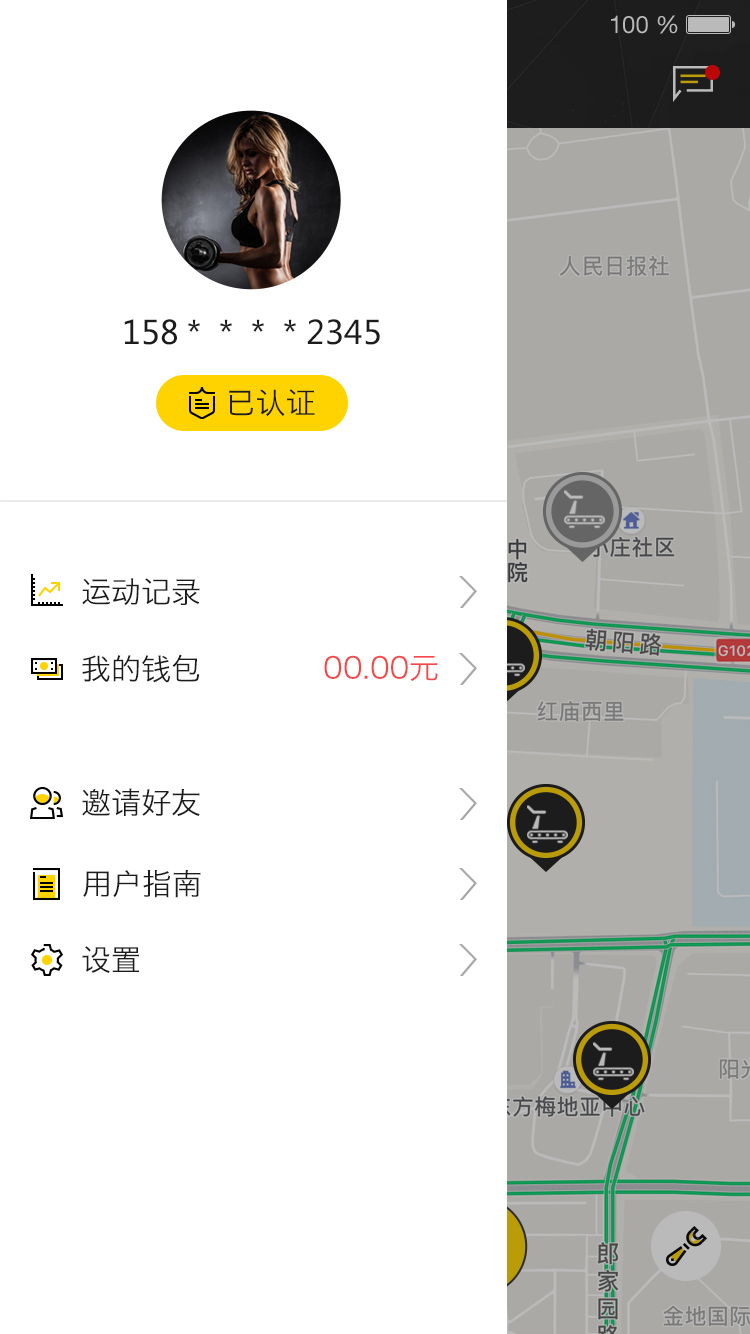 100 %
158 * * * * 2345
已认证
运动记录
我的钱包 00.00元
邀请好友
用户指南
设置
人民日报社
中
院
小庄社区
朝阳路
G102
红庙西里
东方梅地亚中心
阳光
郎家园路
金地国际